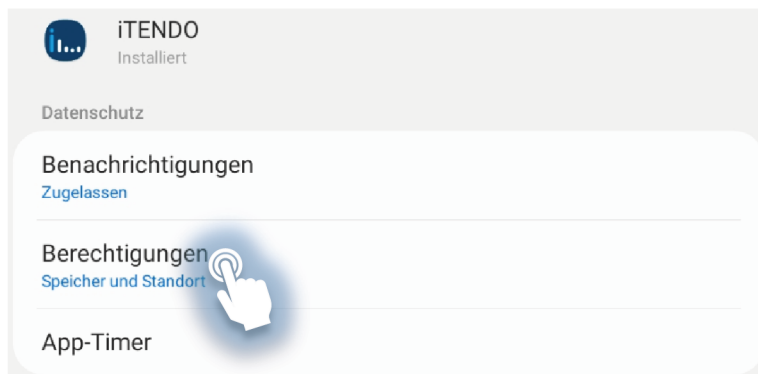 iTENDO
Installiert
Datenschutz
Benachrichtigungen
Zugelassen
Berechtigungen
Speicher und Standort
App-Timer